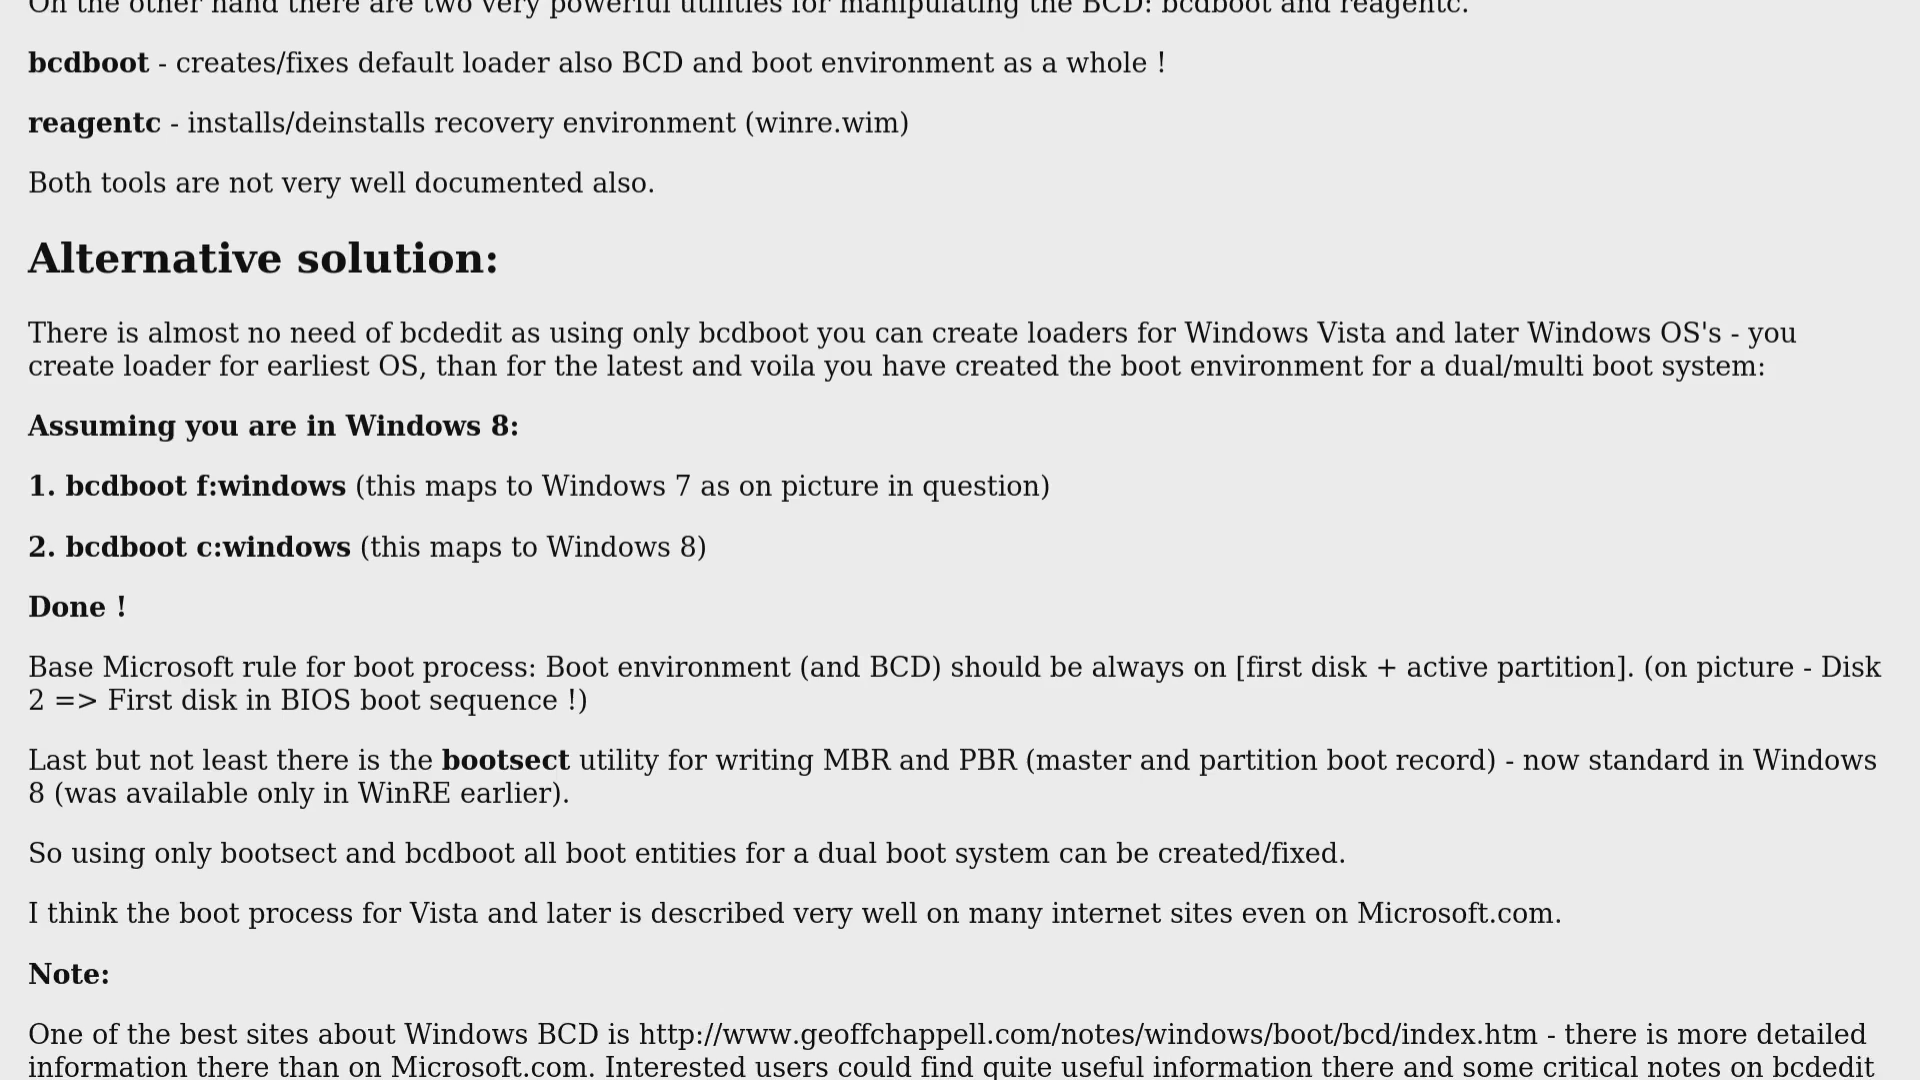 On the other hand there are two very powerful utilities for manipulating the BCD: bcdboot and reagentc.
bcdboot - creates/fixes default loader also BCD and boot environment as a whole !
reagentc - installs/deinstalls recovery environment (winre.wim)
Both tools are not very well documented also.
Alternative solution:
There is almost no need of bcdedit as using only bcdboot you can create loaders for Windows Vista and later Windows OS's - you
create loader for earliest OS, than for the latest and voila you have created the boot environment for a dual/multi boot system:
Assuming you are in Windows 8:
1. bcdboot f:windows (this maps to Windows 7 as on picture in question)
2. bcdboot c:windows (this maps to Windows 8)
Done !
Base Microsoft rule for boot process: Boot environment (and BCD) should be always on [first disk + active partition]. (on picture - Disk
2 => First disk in BIOS boot sequence !)
Last but not least there is the bootsect utility for writing MBR and PBR (master and partition boot record) - now standard in Windows
8 (was available only in WinRE earlier).
So using only bootsect and bcdboot all boot entities for a dual boot system can be created/fixed.
I think the boot process for Vista and later is described very well on many internet sites even on Microsoft.com.
Note:
One of the best sites about Windows BCD is http://www.geoffchappell.com/notes/windows/boot/bcd/index.htm - there is more detailed
information there than on Microsoft.com. Interested users could find quite useful information there and some critical notes on bcdedit